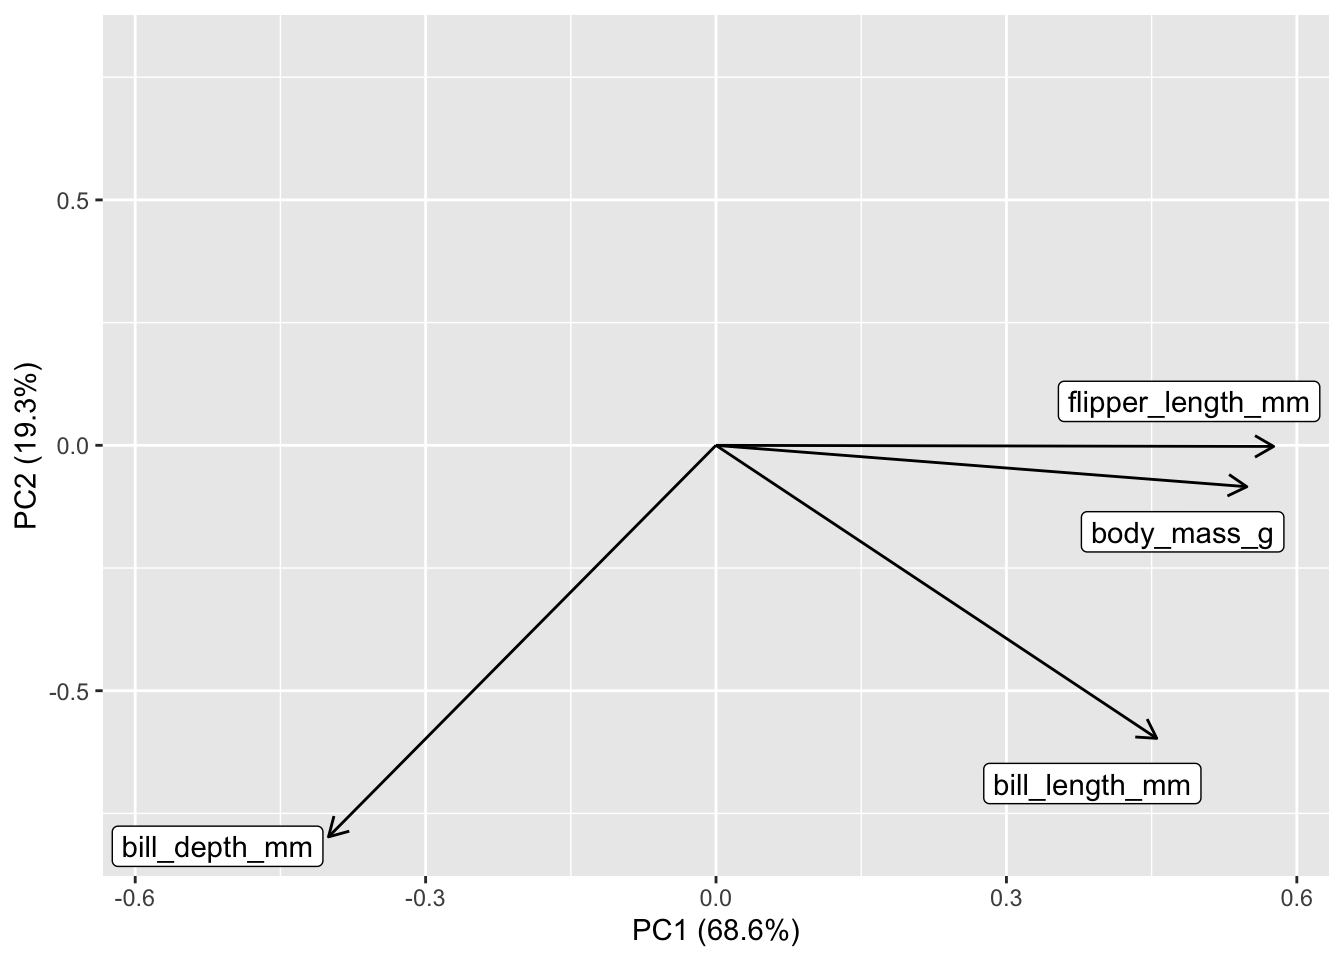 0.5
0.0
-0.5
PC2 (19.3%)
flipper_length_mm
body_mass_g
bill_length_mm
bill_depth_mm
-0.6
-0.3
0.0
0.3
0.6
PC1 (68.6%)